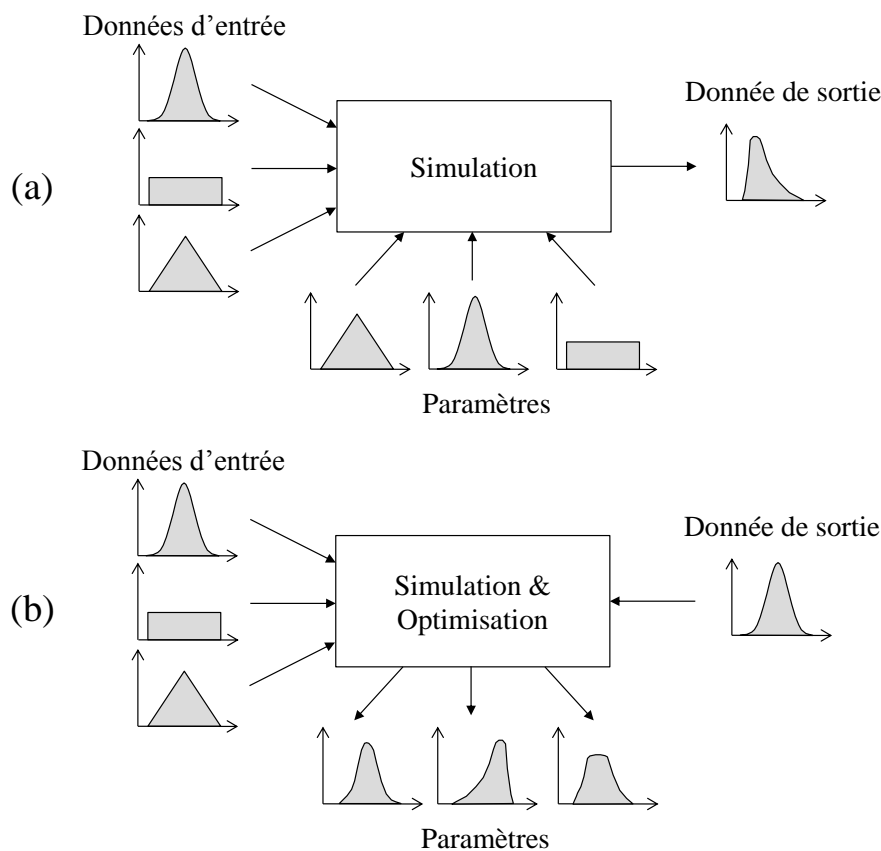 Données d'entrée
Donnée de sortie
(a)
Simulation
Paramètres
Données d'entrée
Donnée de sortie
(b)
Simulation &
Optimisation
Paramètres